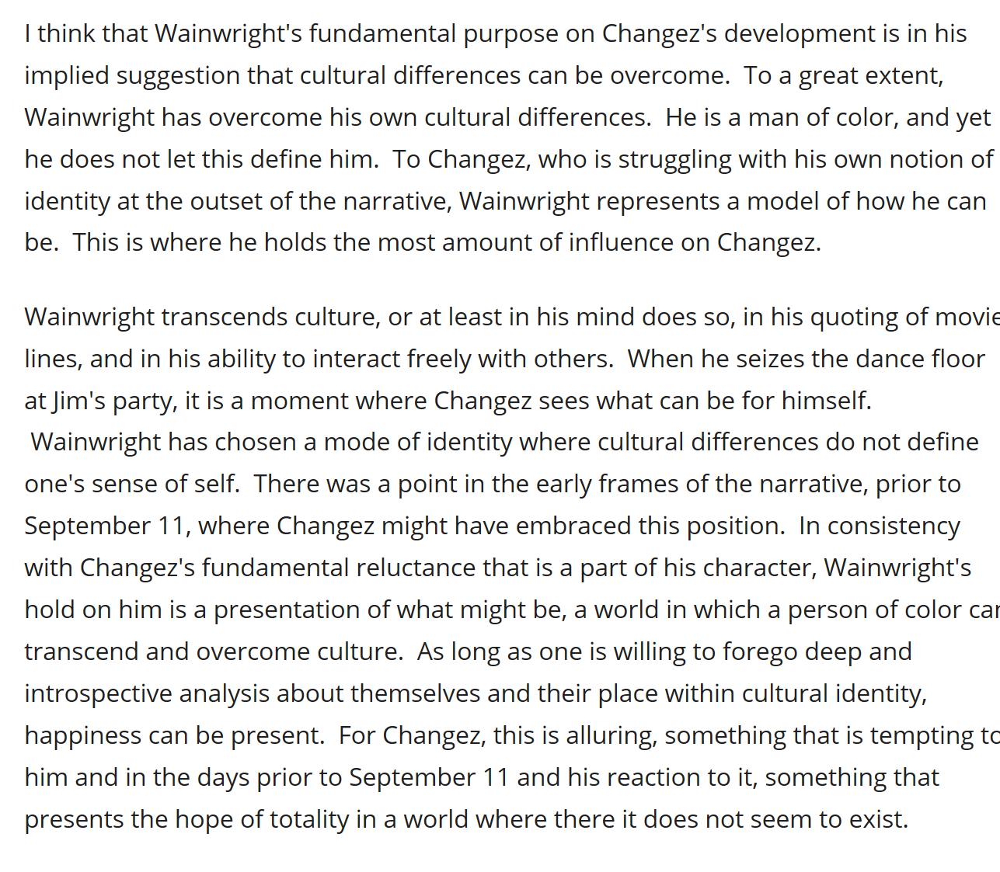 I think that Wainwright's fundamental purpose on Changez's development is in his
implied suggestion that cultural differences can be overcome.  To a great extent,
Wainwright has overcome his own cultural differences.  He is a man of color, and yet
he does not let this define him.  To Changez, who is struggling with his own notion of
identity at the outset of the narrative, Wainwright represents a model of how he can
be.  This is where he holds the most amount of influence on Changez.
Wainwright transcends culture, or at least in his mind does so, in his quoting of movie
lines, and in his ability to interact freely with others.  When he seizes the dance floor
at Jim's party, it is a moment where Changez sees what can be for himself.
Wainwright has chosen a mode of identity where cultural differences do not define
one's sense of self.  There was a point in the early frames of the narrative, prior to
September 11, where Changez might have embraced this position.  In consistency
with Changez's fundamental reluctance that is a part of his character, Wainwright's
hold on him is a presentation of what might be, a world in which a person of color can
transcend and overcome culture.  As long as one is willing to forego deep and
introspective analysis about themselves and their place within cultural identity,
happiness can be present.  For Changez, this is alluring, something that is tempting to
him and in the days prior to September 11 and his reaction to it, something that
presents the hope of totality in a world where there it does not seem to exist.